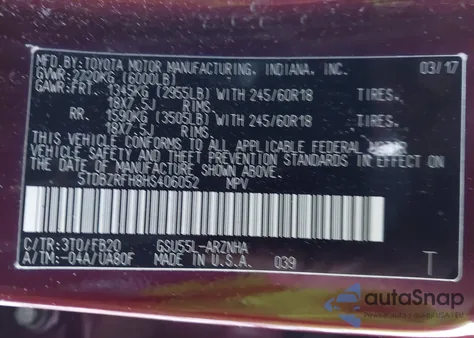 MFD.BY:TOYOTA MOTOR MANUFACTURING, INDIANA, INC. 03/17
GVWR:2720KG (6000LB)
GAWR:FRT. 1345KG (2955LB) WITH 245/60R18 TIRES.
18X7.5J RIMS.
RR. 1590KG (3505LB) WITH 245/60R18 TIRES.
18X7.5J RIMS.
THIS VEHICLE CONFORMS TO ALL APPLICABLE FEDERAL MOTOR
VEHICLE SAFETY AND THEFT PREVENTION STANDARDS IN EFFECT ON
THE DATE OF MANUFACTURE SHOWN ABOVE.
5TDBZRFH8HS406052 MPV
C/TR:3T0/FB20 GSU55L-ARZNHA
A/TM:-04A/UA80F MADE IN U.S.A. 039 T
autoSnap